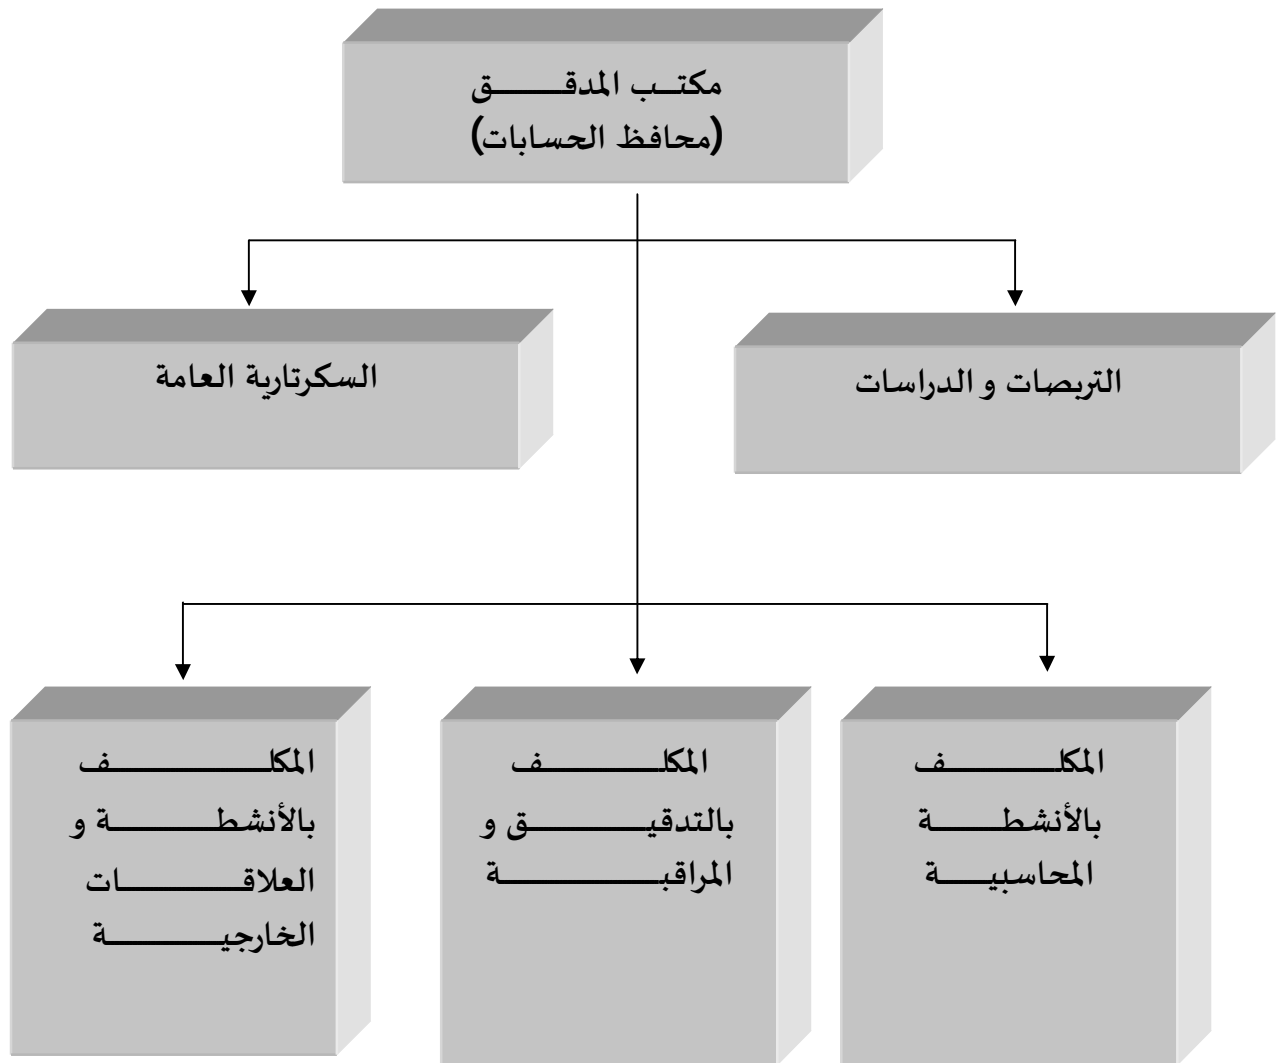 مكتب المدقق
(محافظ الحسابات)
التربصات و الدراسات
السكرتارية العامة
المكلف
بالأنشطة
المحاسبية
المكلف
بالتدقيق و
المراقبة
المكلف
بالأنشطة و
العلاقات
الخارجية